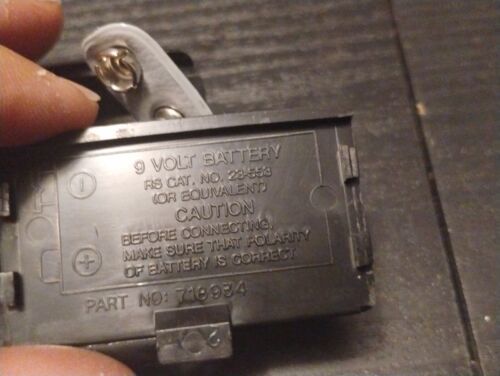 9 VOLT BATTERY
RS CAT. NO. 23-553
(OR EQUIVALENT)
CAUTION
BEFORE CONNECTING,
MAKE SURE THAT POLARITY
OF BATTERY IS CORRECT
PART NO: 718934